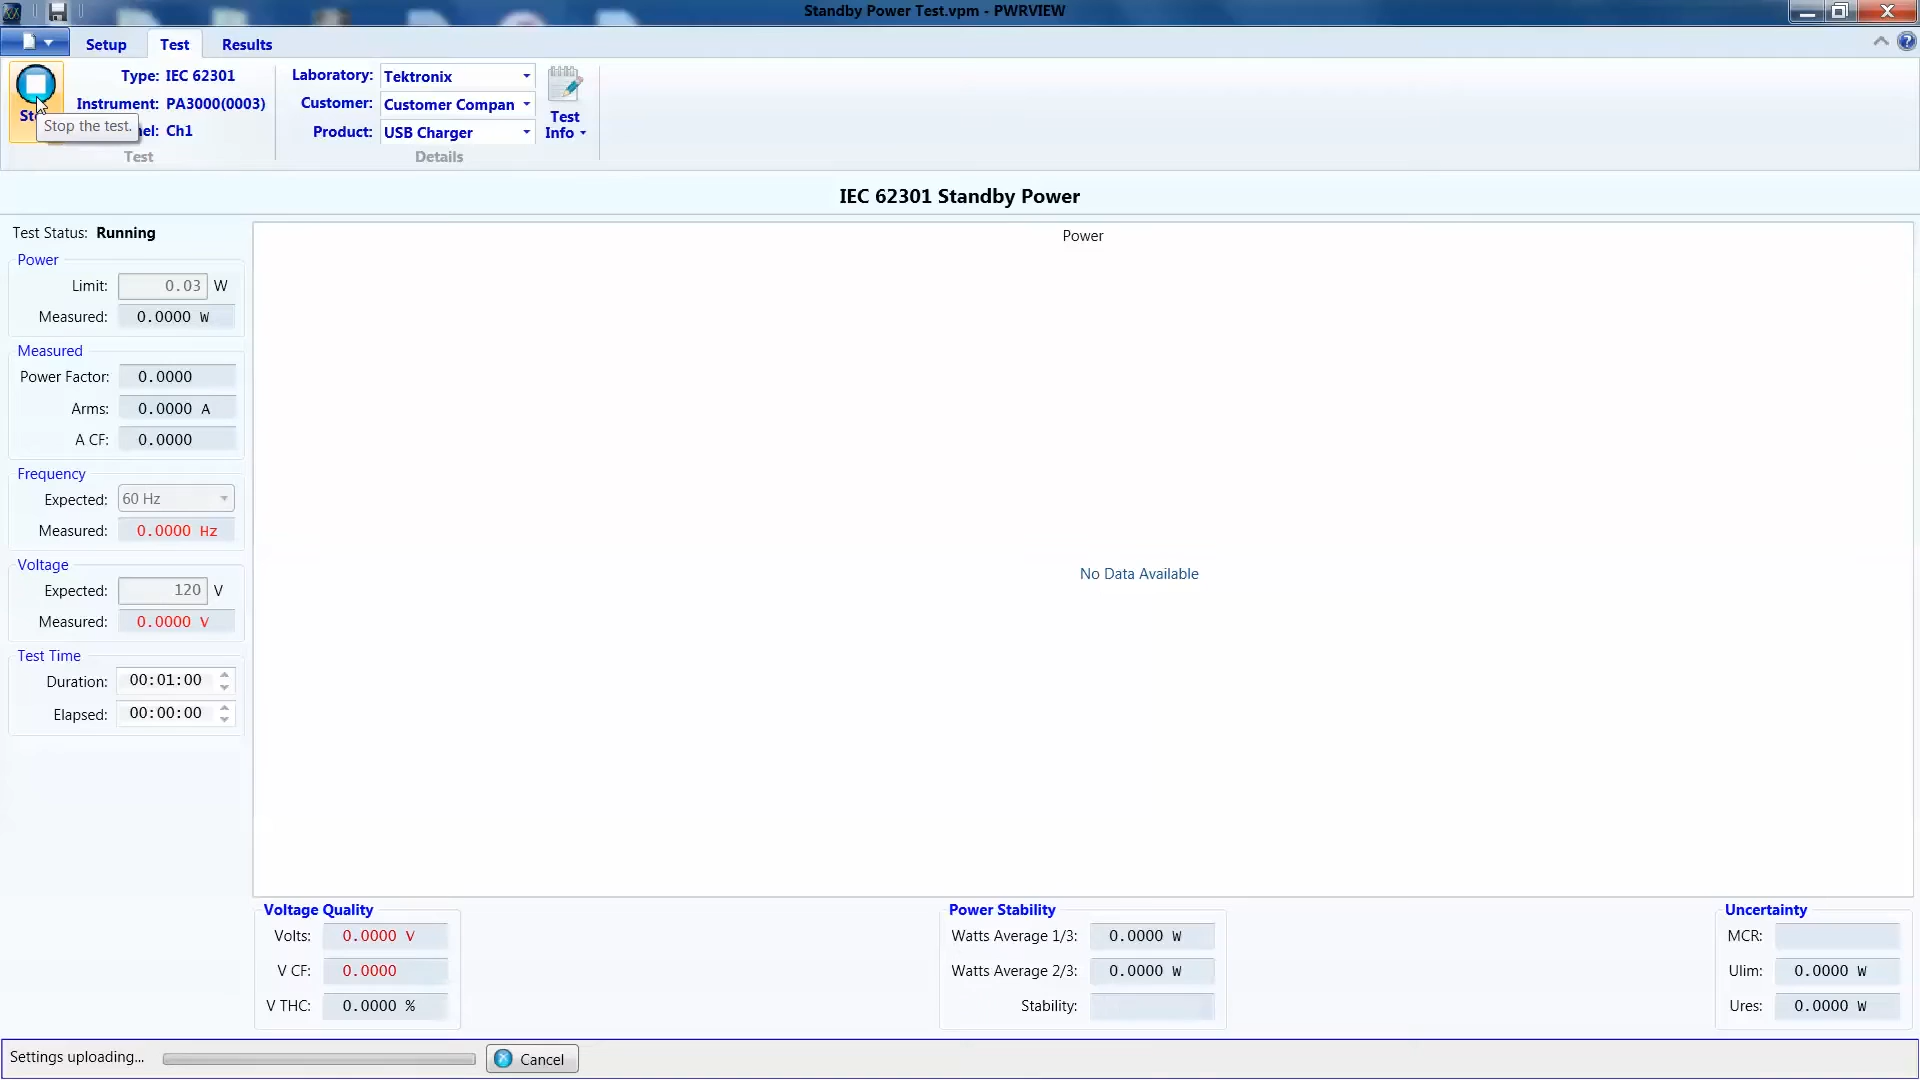 Standby Power Test.vpm - PWRVIEW
Setup
Test
Results
Type: IEC 62301
Instrument: PA3000(0003)
Ch1
Stop the test.
Test
Laboratory: Tektronix
Customer: Customer Compan
Product: USB Charger
Details
Test
Info
IEC 62301 Standby Power
Test Status: Running
Power
Limit: 0.03 W
Measured: 0.0000 W
Measured
Power Factor: 0.0000
Arms: 0.0000 A
A CF: 0.0000
Frequency
Expected: 60 Hz
Measured: 0.0000 Hz
Voltage
Expected: 120 V
Measured: 0.0000 V
Test Time
Duration: 00:01:00
Elapsed: 00:00:00
Power
No Data Available
Voltage Quality
Volts: 0.0000 V
V CF: 0.0000
V THC: 0.0000 %
Power Stability
Watts Average 1/3: 0.0000 W
Watts Average 2/3: 0.0000 W
Stability:
Uncertainty
MCR:
Ulim: 0.0000 W
Ures: 0.0000 W
Settings uploading...
Cancel